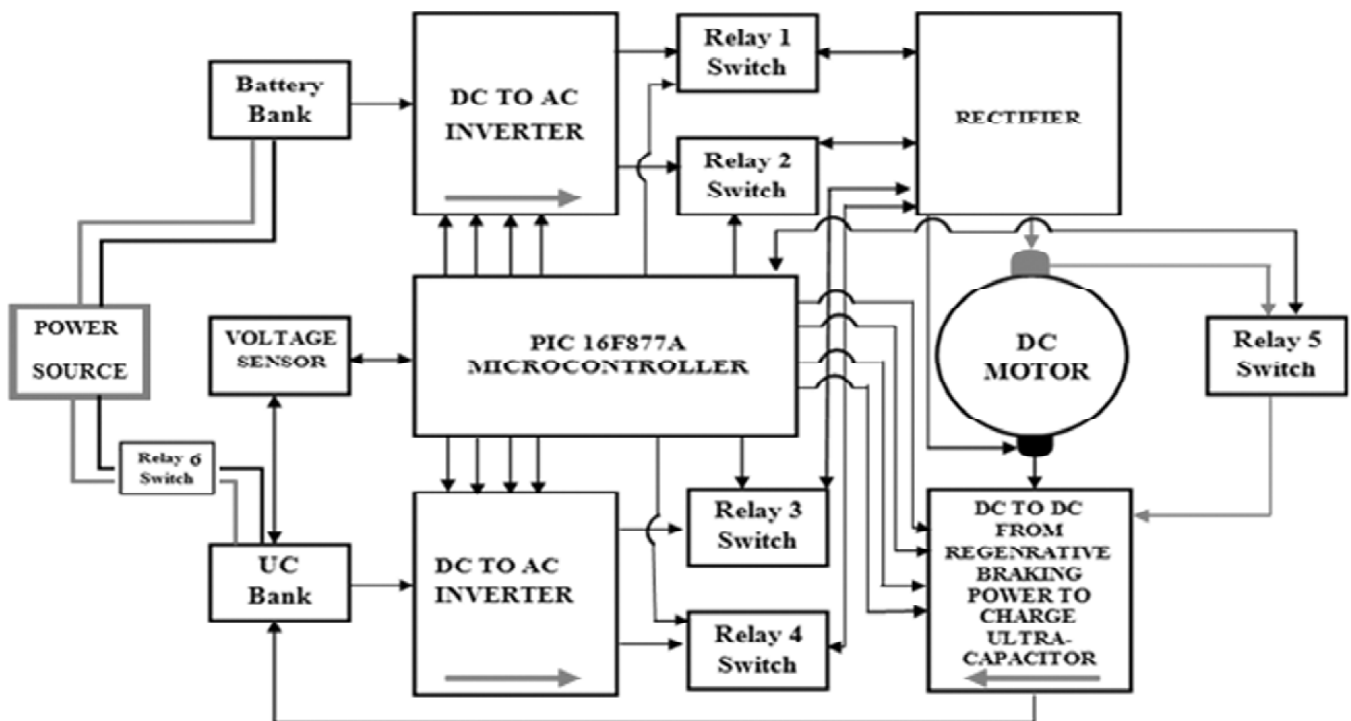 Battery
Bank
DC TO AC
INVERTER
Relay 1
Switch
Relay 2
Switch
RECTIFIER
POWER
SOURCE
VOLTAGE
SENSOR
PIC 16F877A
MICROCONTROLLER
DC
MOTOR
Relay 5
Switch
Relay 6
Switch
UC
Bank
DC TO AC
INVERTER
Relay 3
Switch
Relay 4
Switch
DC TO DC
FROM
REGENRATIVE
BRAKING
POWER TO
CHARGE
ULTRA-
CAPACITOR